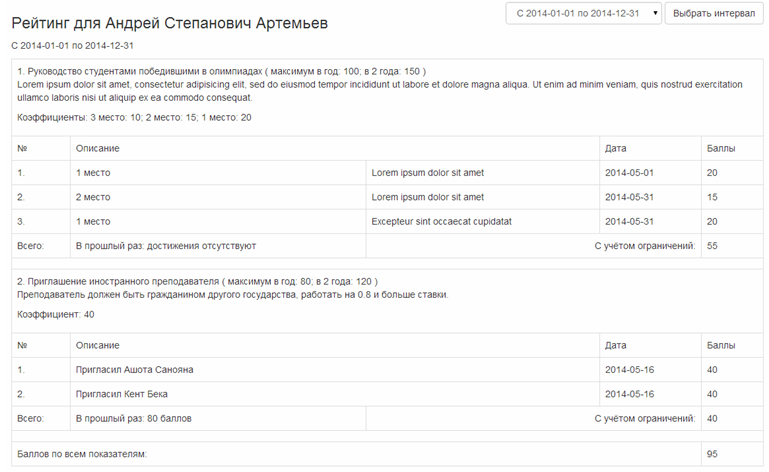 С 2014-01-01 по 2014-12-31 Выбрать интервал
Рейтинг для Андрей Степанович Артемьев
С 2014-01-01 по 2014-12-31
1. Руководство студентами победившими в олимпиадах ( максимум в год: 100; в 2 года: 150 )
Lorem ipsum dolor sit amet, consectetur adipisicing elit, sed do eiusmod tempor incididunt ut labore et dolore magna aliqua. Ut enim ad minim veniam, quis nostrud exercitation
ullamco laboris nisi ut aliquip ex ea commodo consequat.
Коэффициенты: 3 место: 10; 2 место: 15; 1 место: 20
№ Описание Дата Баллы
1. 1 место Lorem ipsum dolor sit amet 2014-05-01 20
2. 2 место Lorem ipsum dolor sit amet 2014-05-31 15
3. 1 место Excepteur sint occaecat cupidatat 2014-05-31 20
Всего: В прошлый раз: достижения отсутствуют С учётом ограничений: 55
2. Приглашение иностранного преподавателя ( максимум в год: 80; в 2 года: 120 )
Преподаватель должен быть гражданином другого государства, работать на 0.8 и больше ставки.
Коэффициент: 40
№ Описание Дата Баллы
1. Пригласил Ашота Санояна 2014-05-16 40
2. Пригласил Кент Бека 2014-05-16 40
Всего: В прошлый раз: 80 баллов С учётом ограничений: 40
Баллов по всем показателям: 95